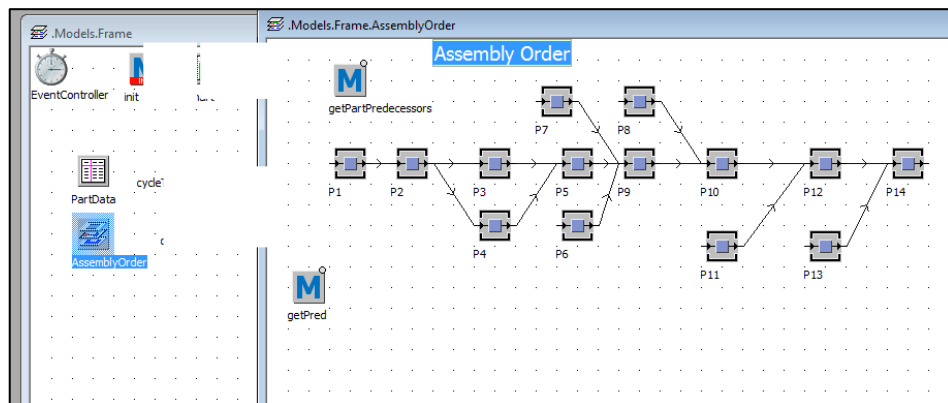 .Models.Frame
EventController
init
PartData
AssemblyOrder
.Models.Frame.AssemblyOrder
Assembly Order
getPartPredecessors
P7
P8
P1
P2
P3
P5
P9
P10
P12
P14
P4
P6
P11
P13
getPred